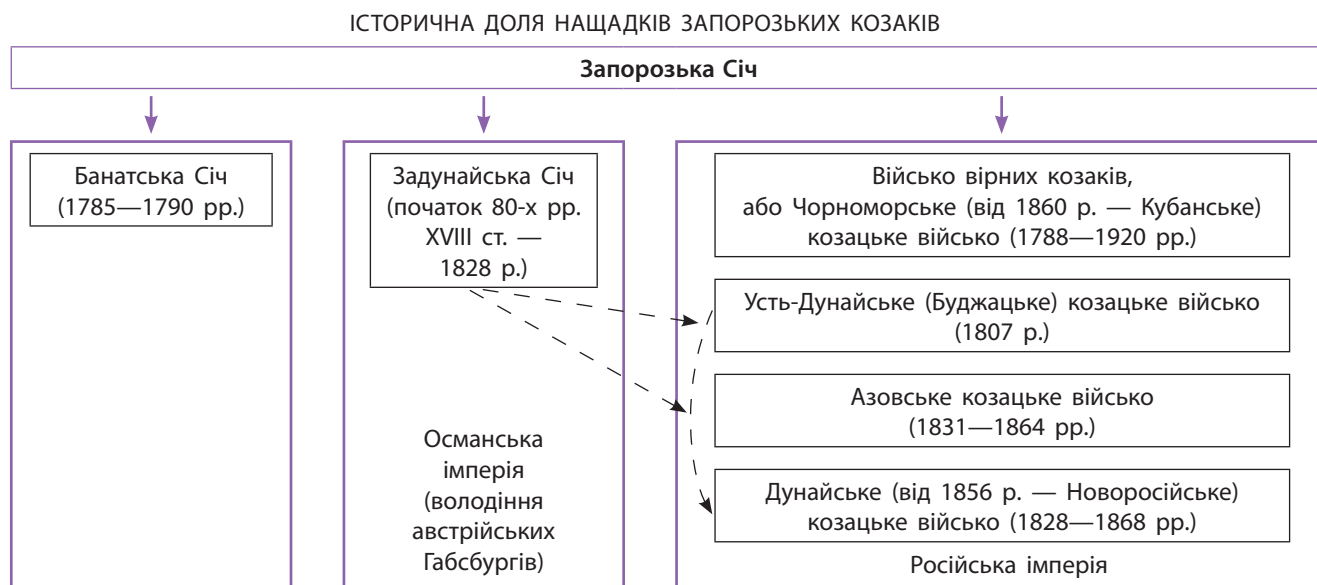 ІСТОРИЧНА ДОЛЯ НАЩАДКІВ ЗАПОРОЗЬКИХ КОЗАКІВ
Запорозька Січ
Банатська Січ
(1785—1790 рр.)
Задунайська Січ
(початок 80-х рр.
XVIII ст. —
1828 р.)
Османська
імперія
(володіння
австрійських
Габсбургів)
Військо вірних козаків,
або Чорноморське (від 1860 р. — Кубанське)
козацьке військо (1788—1920 рр.)
Усть-Дунайське (Буджацьке) козацьке військо
(1807 р.)
Азовське козацьке військо
(1831—1864 рр.)
Дунайське (від 1856 р. — Новоросійське)
козацьке військо (1828—1868 рр.)
Російська імперія